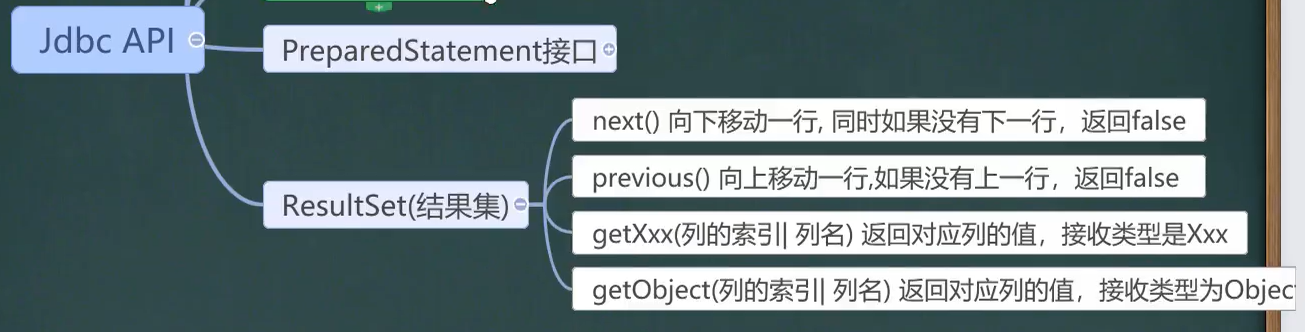 Jdbc API
PreparedStatement接口
ResultSet(结果集)
next() 向下移动一行, 同时如果没有下一行，返回false
previous() 向上移动一行,如果没有上一行，返回false
getXxx(列的索引| 列名) 返回对应列的值，接收类型是Xxx
getObject(列的索引| 列名) 返回对应列的值，接收类型为Objec